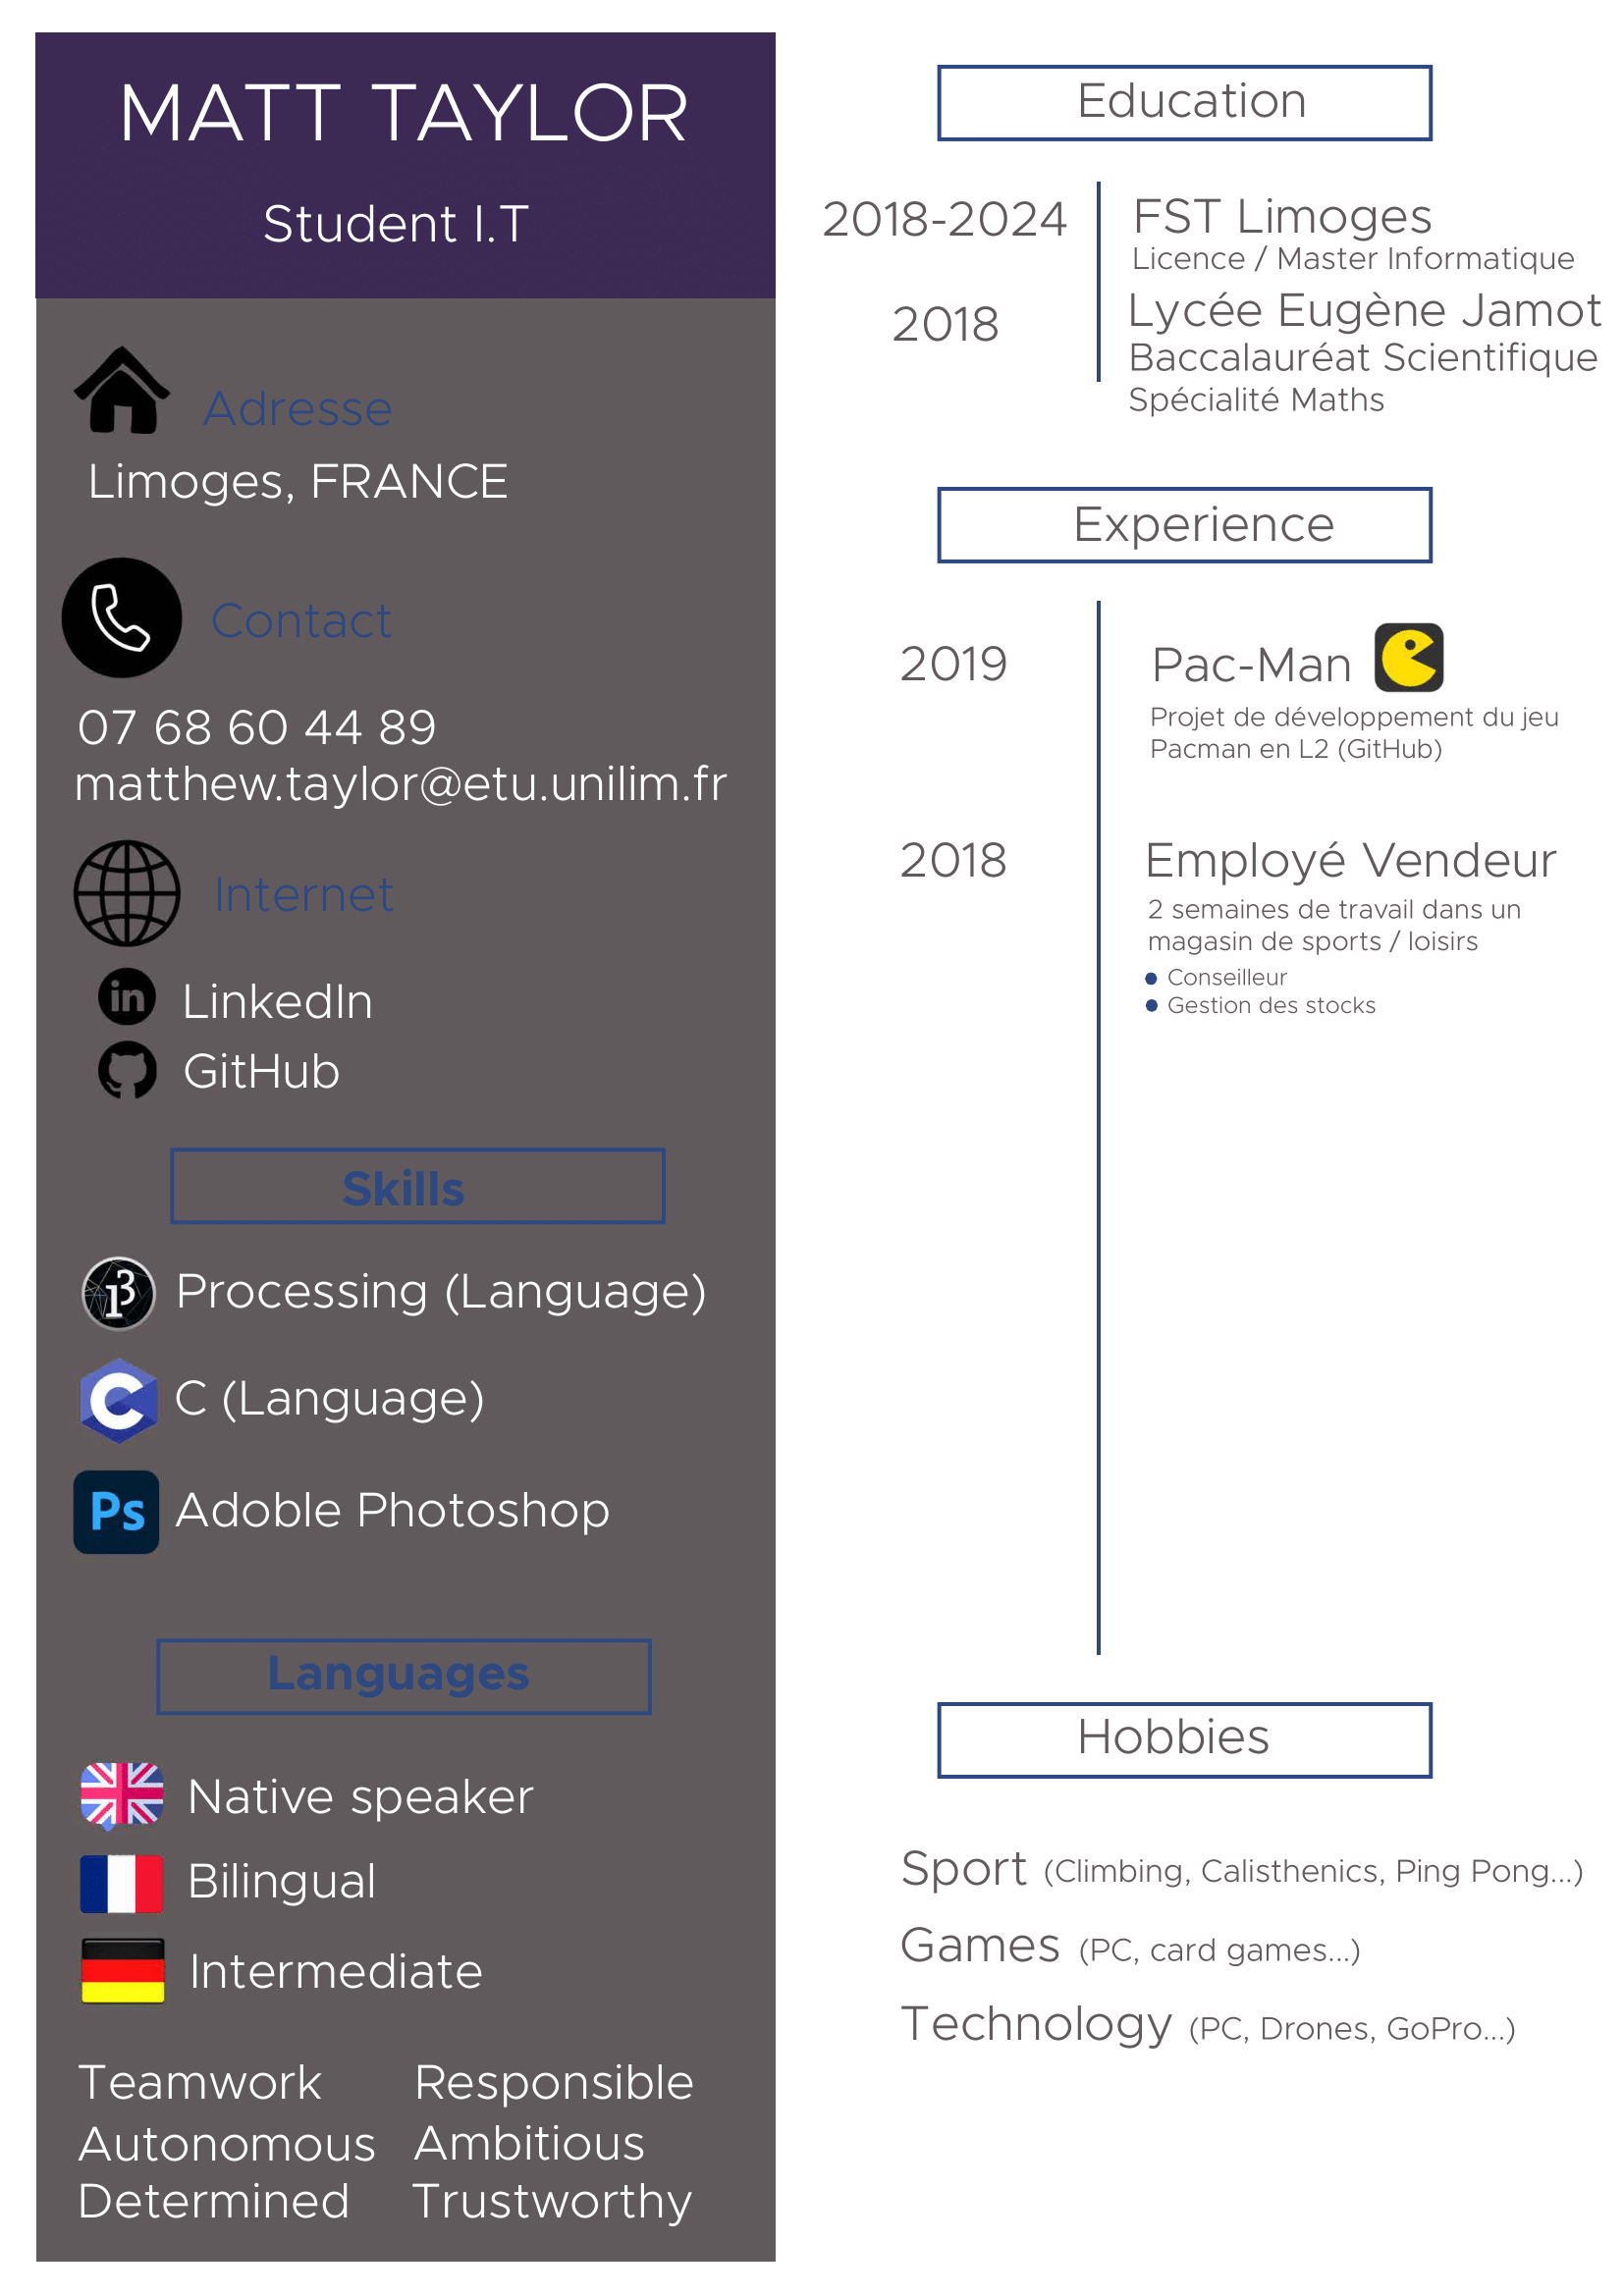 MATT TAYLOR
Student I.T
Adresse
Limoges, FRANCE
Contact
07 68 60 44 89
matthew.taylor@etu.unilim.fr
Internet
in LinkedIn
GitHub
Skills
Processing (Language)
C C (Language)
Ps Adoble Photoshop
Languages
Native speaker
Bilingual
Intermediate
Teamwork Responsible
Autonomous Ambitious
Determined Trustworthy
Education
2018-2024 FST Limoges
Licence / Master Informatique
2018 Lycée Eugène Jamot
Baccalauréat Scientifique
Spécialité Maths
Experience
2019 Pac-Man
Projet de développement du jeu
Pacman en L2 (GitHub)
2018 Employé Vendeur
2 semaines de travail dans un
magasin de sports / loisirs
Conseilleur
Gestion des stocks
Hobbies
Sport (Climbing, Calisthenics, Ping Pong...)
Games (PC, card games...)
Technology (PC, Drones, GoPro...)